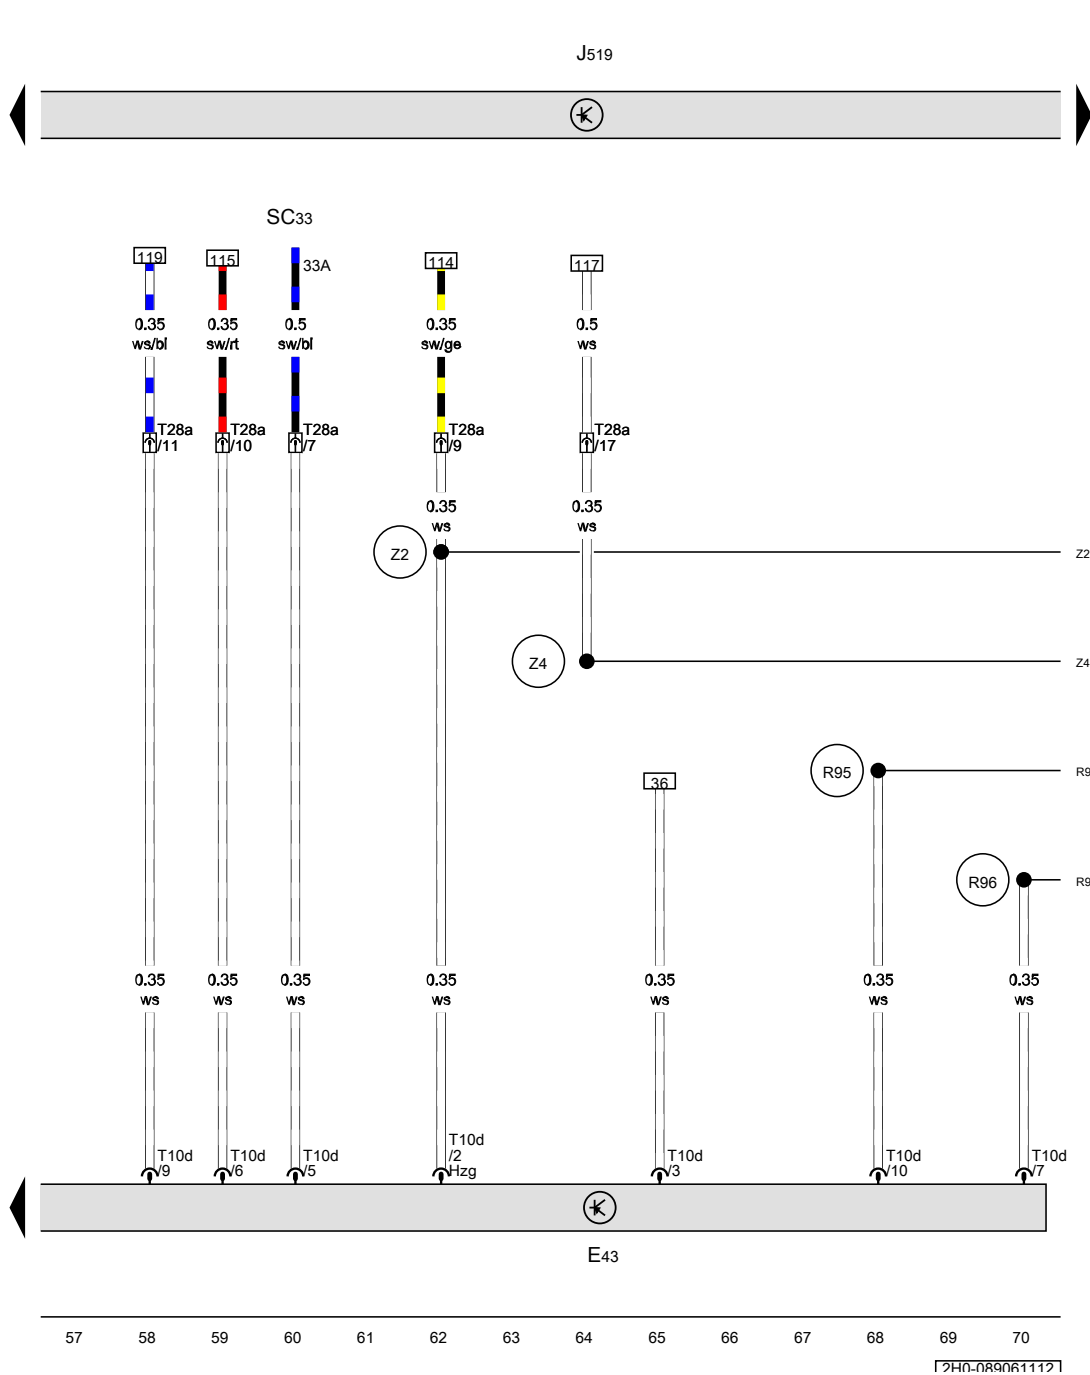 J519
SC33
119
115
33A
114
117
0.35
ws/bl
0.35
sw/rt
0.5
sw/bl
0.35
sw/ge
0.5
ws
T28a
/11
T28a
/10
T28a
/7
T28a
/9
T28a
/17
0.35
ws
0.35
ws
Z2
Z2
Z4
Z4
R95
R9
36
R96
R9
0.35
ws
0.35
ws
0.35
ws
0.35
ws
0.35
ws
0.35
ws
0.35
ws
T10d
/9
T10d
/6
T10d
/5
T10d
/2
Hzg
T10d
/3
T10d
/10
T10d
/7
E43
57 58 59 60 61 62 63 64 65 66 67 68 69 70
2H0-089061112